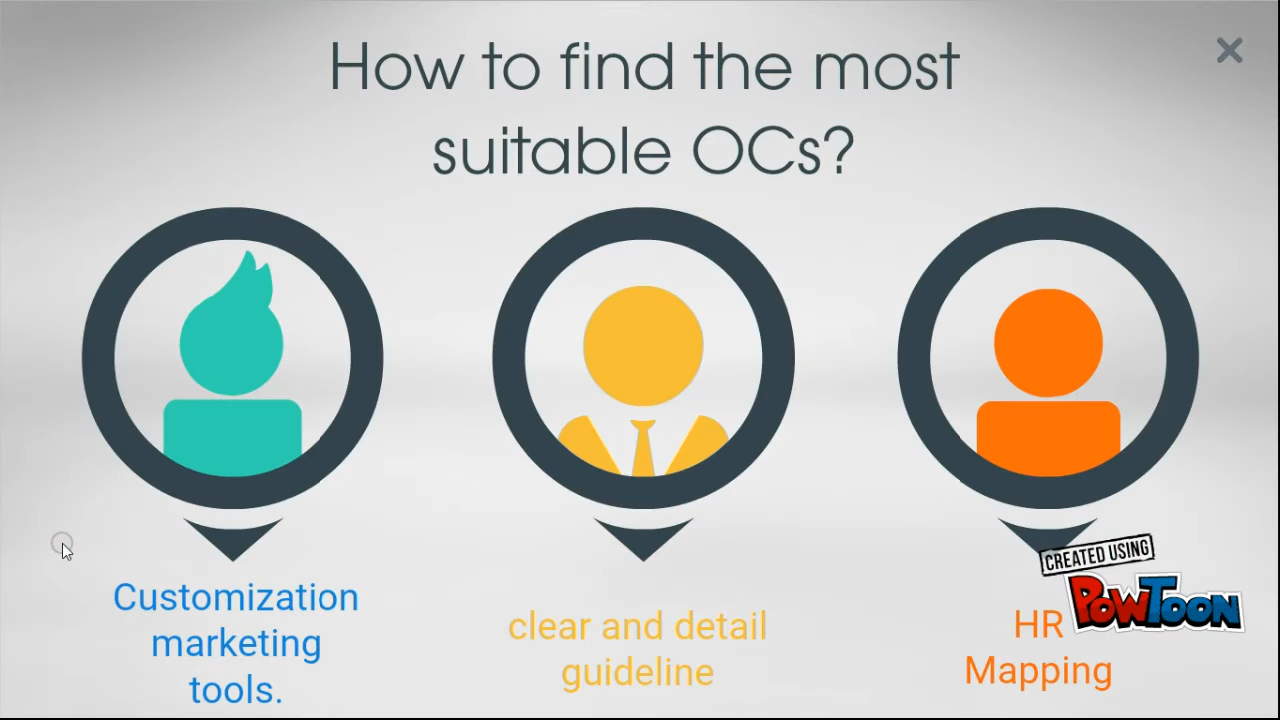 How to find the most
suitable OCs?
Customization
marketing
tools.
clear and detail
guideline
HR
Mapping
CREATED USING
POWTOON